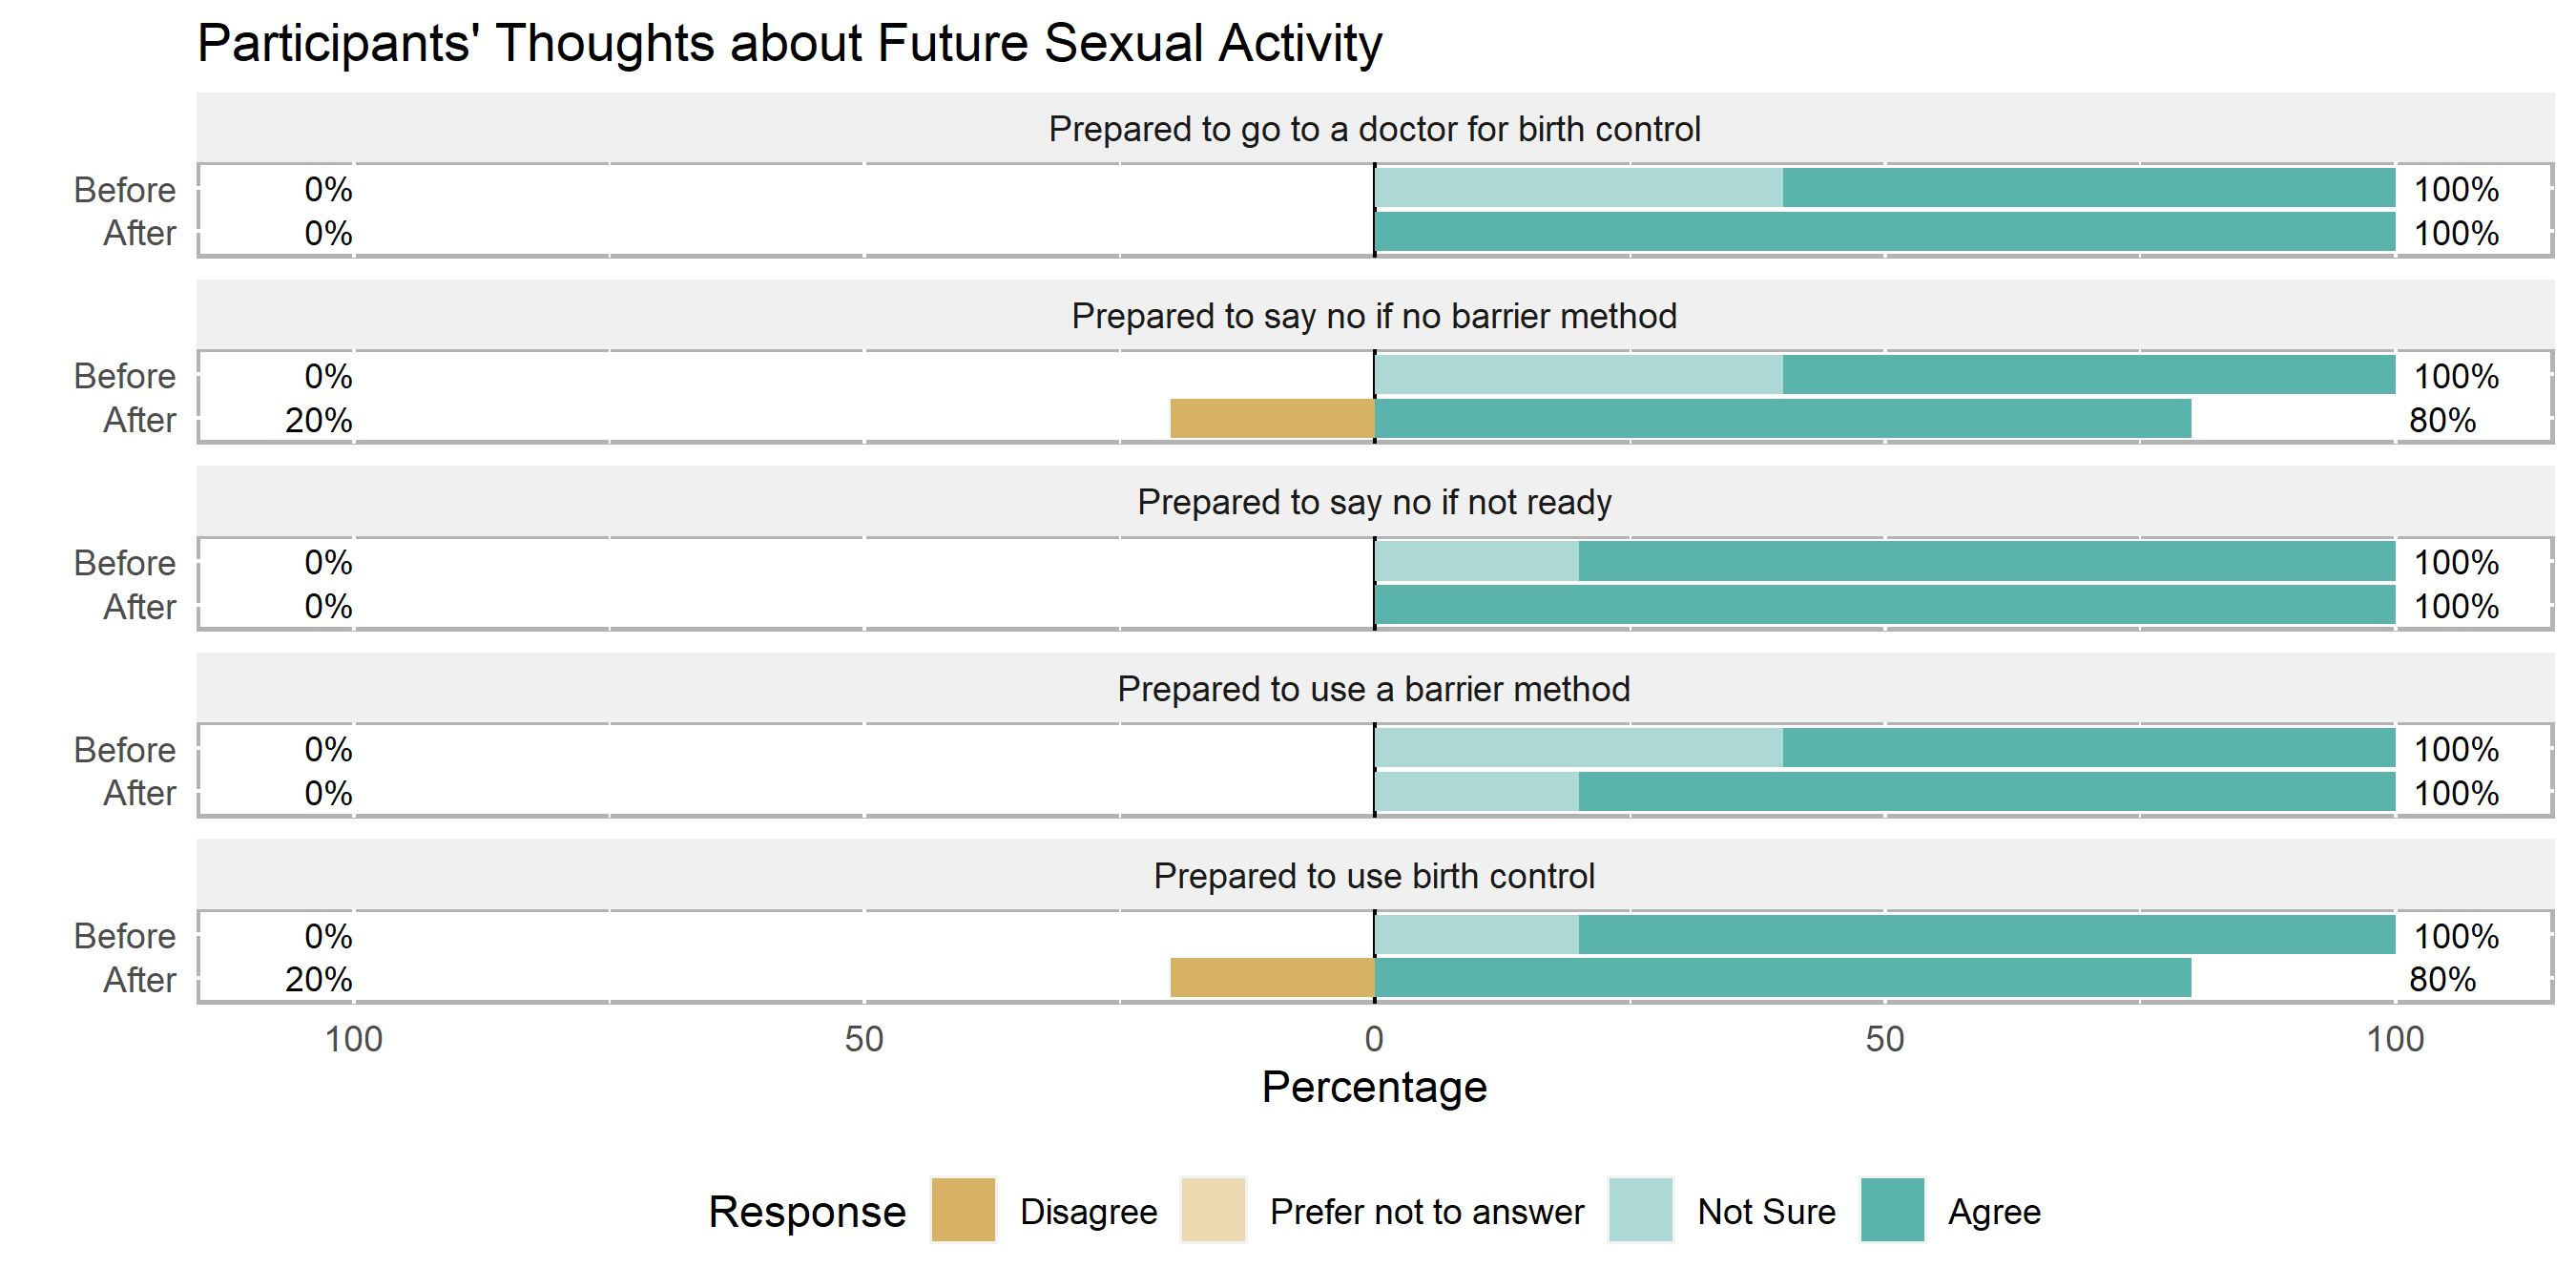 Participants' Thoughts about Future Sexual Activity
Prepared to go to a doctor for birth control
Before 0% 100%
After 0% 100%
Prepared to say no if no barrier method
Before 0% 100%
After 20% 80%
Prepared to say no if not ready
Before 0% 100%
After 0% 100%
Prepared to use a barrier method
Before 0% 100%
After 0% 100%
Prepared to use birth control
Before 0% 100%
After 20% 80%
100 50 0 50 100
Percentage
Response Disagree Prefer not to answer Not Sure Agree